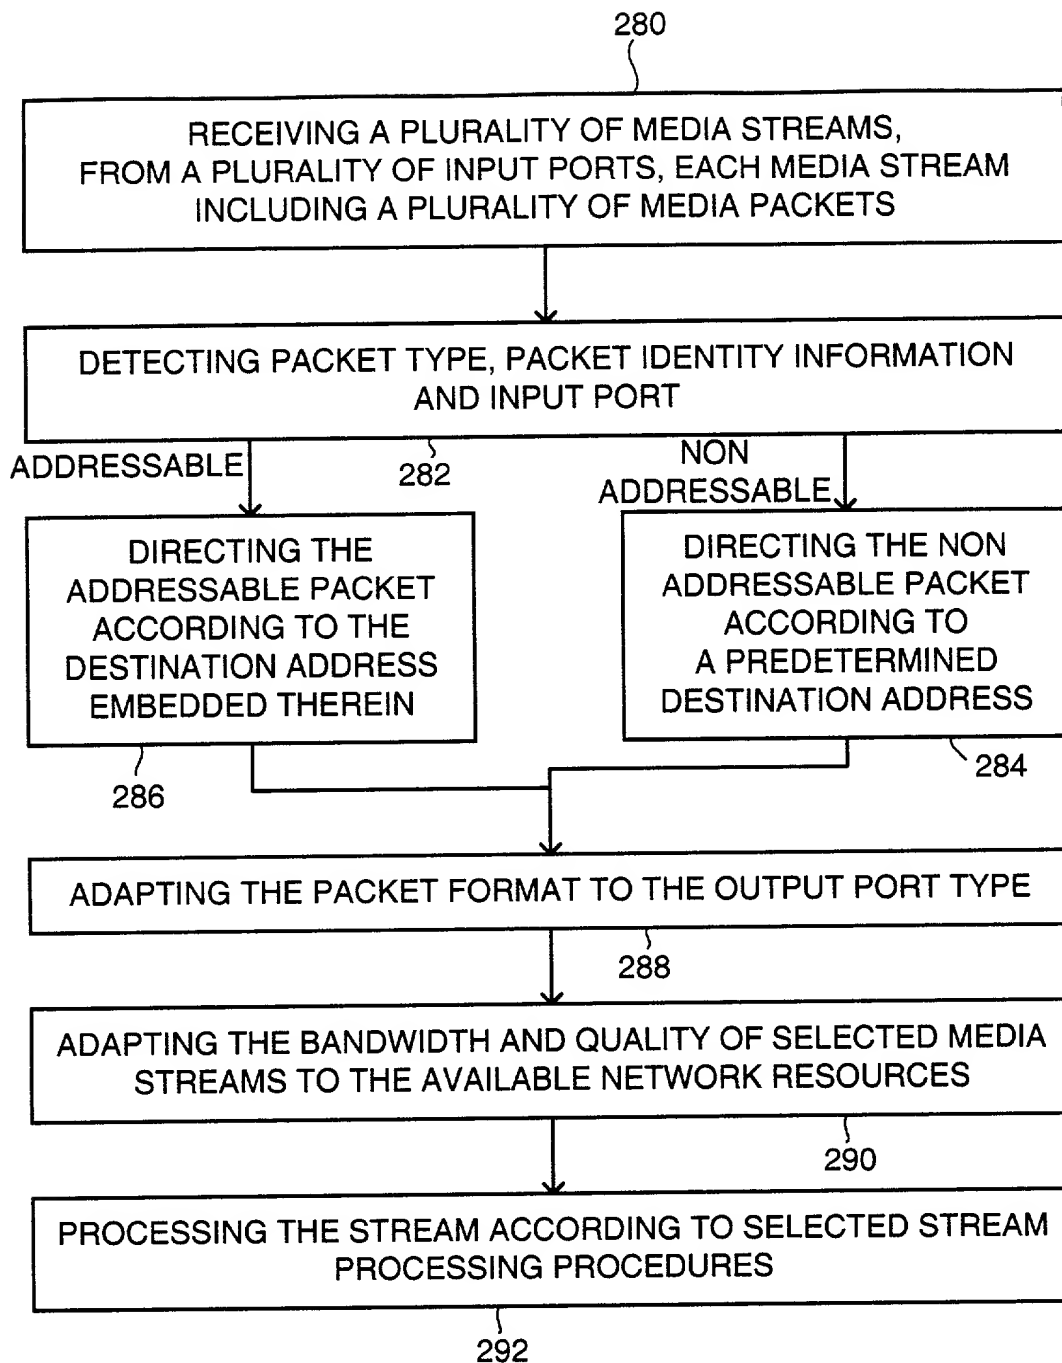 280
RECEIVING A PLURALITY OF MEDIA STREAMS,
FROM A PLURALITY OF INPUT PORTS, EACH MEDIA STREAM
INCLUDING A PLURALITY OF MEDIA PACKETS
DETECTING PACKET TYPE, PACKET IDENTITY INFORMATION
AND INPUT PORT
282
ADDRESSABLE
NON
ADDRESSABLE
DIRECTING THE
ADDRESSABLE PACKET
ACCORDING TO THE
DESTINATION ADDRESS
EMBEDDED THEREIN
286
DIRECTING THE NON
ADDRESSABLE PACKET
ACCORDING TO
A PREDETERMINED
DESTINATION ADDRESS
284
ADAPTING THE PACKET FORMAT TO THE OUTPUT PORT TYPE
288
ADAPTING THE BANDWIDTH AND QUALITY OF SELECTED MEDIA
STREAMS TO THE AVAILABLE NETWORK RESOURCES
290
PROCESSING THE STREAM ACCORDING TO SELECTED STREAM
PROCESSING PROCEDURES
292